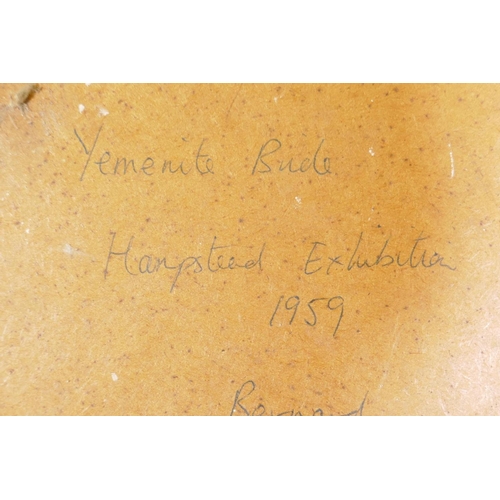 Yemenite Bride
Hampstead Exhibition
1959